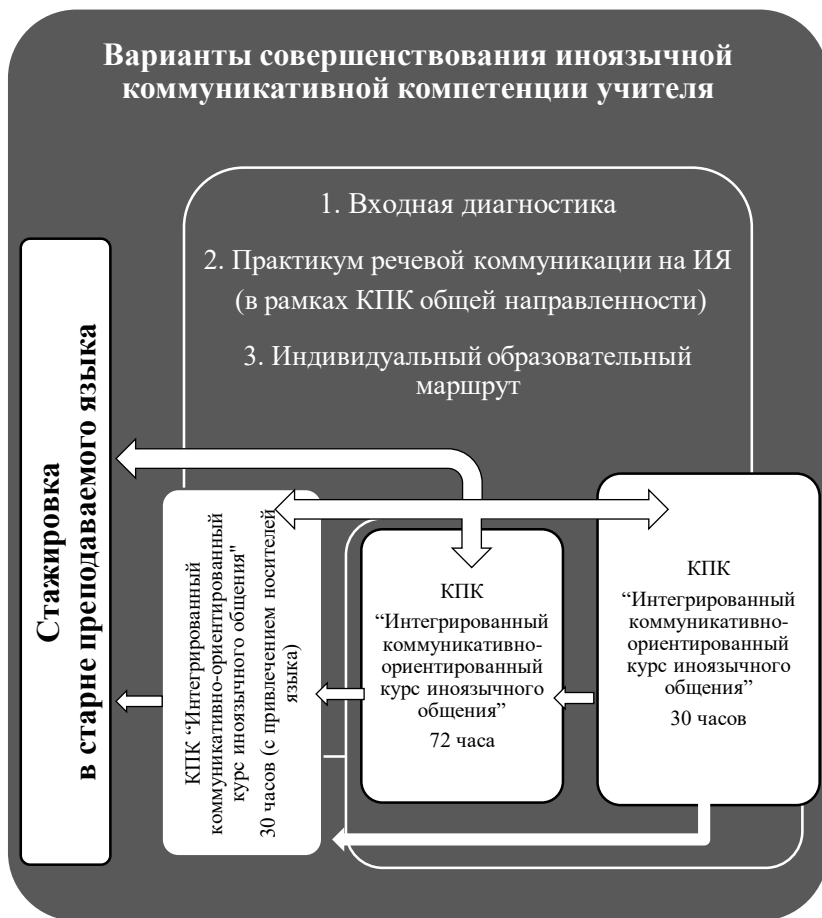 Варианты совершенствования иноязычной
коммуникативной компетенции учителя
1. Входная диагностика
2. Практикум речевой коммуникации на ИЯ
(в рамках КПК общей направленности)
3. Индивидуальный образовательный
маршрут
Стажировка
в старне преподаваемого языка
КПК “Интегрированный
коммуникативно-ориентированный
курс иноязычного общения"
30 часов (с привлечением носителей
языка)
КПК
“Интегрированный
коммуникативно-
ориентированный
курс иноязычного
общения”
72 часа
КПК
“Интегрированный
коммуникативно-
ориентированный
курс иноязычного
общения”
30 часов